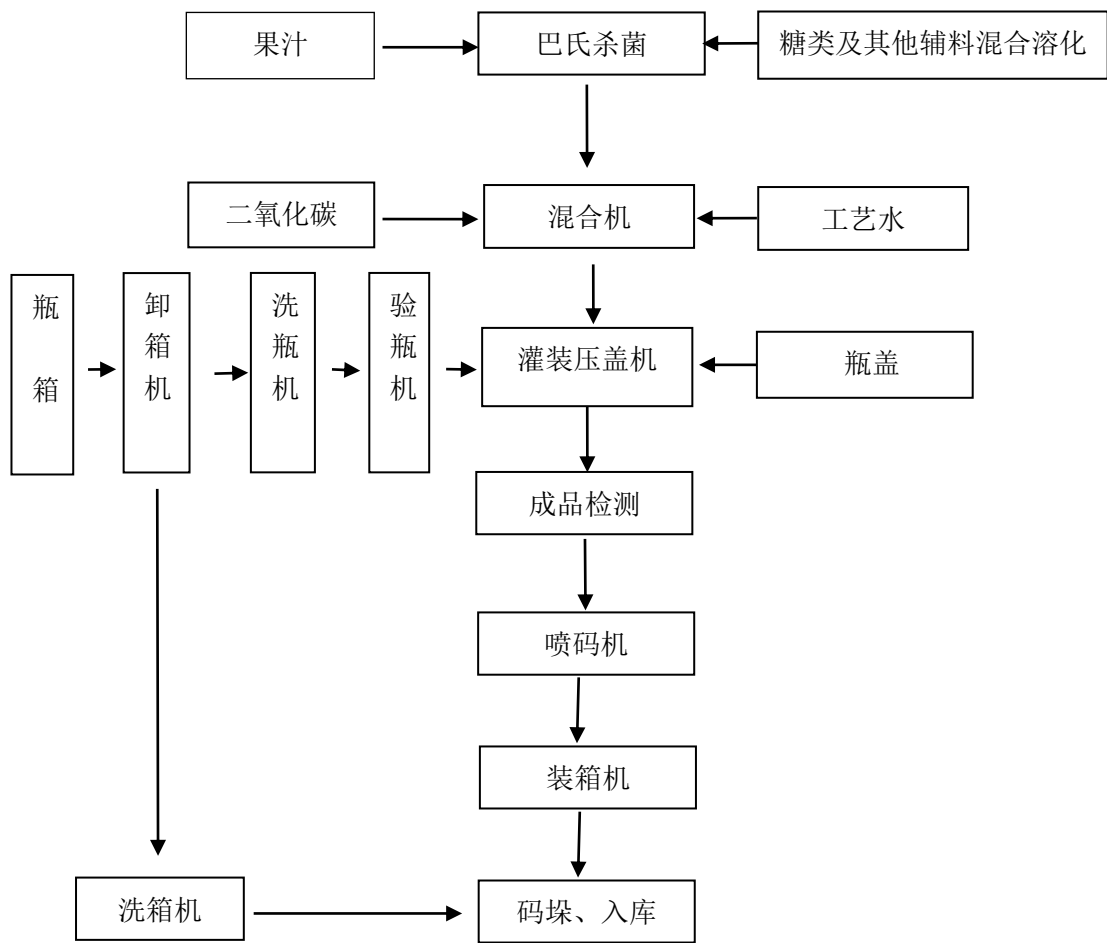 果汁
巴氏杀菌
糖类及其他辅料混合溶化
二氧化碳
混合机
工艺水
瓶箱
卸箱机
洗瓶机
验瓶机
灌装压盖机
瓶盖
成品检测
喷码机
装箱机
洗箱机
码垛、入库